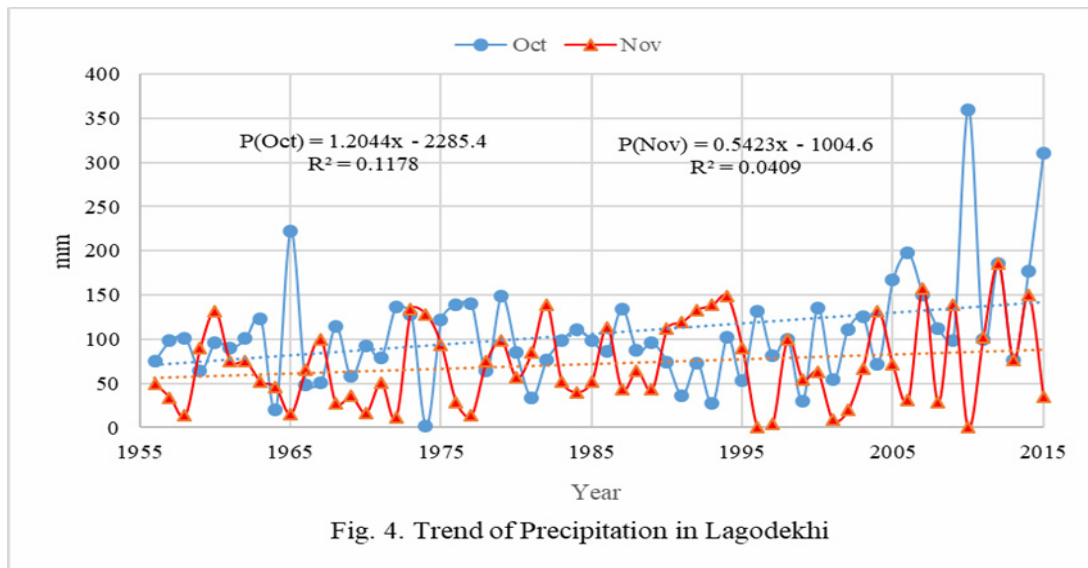 Oct Nov
400
350
300
250
200
150
100
50
0
mm
P(Oct) = 1.2044x - 2285.4
R² = 0.1178
P(Nov) = 0.5423x - 1004.6
R² = 0.0409
1955 1965 1975 1985 1995 2005 2015
Year
Fig. 4. Trend of Precipitation in Lagodekhi